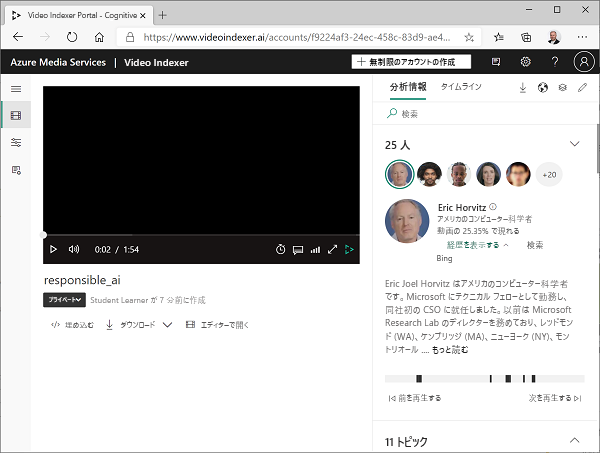 Video Indexer Portal - Cognitive
https://www.videoindexer.ai/accounts/f9224af3-24ec-458c-83d9-ae4...
Azure Media Services | Video Indexer
+ 無制限のアカウントの作成
?
分析情報 タイムライン
検索
25 人
+20
Eric Horvitz
アメリカのコンピューター科学者
動画の 25.35% で現れる
経歴を表示する 検索
Bing
Eric Joel Horvitz はアメリカのコンピューター科学者
です。Microsoft にテクニカル フェローとして勤務し、
同社初の CSO に就任しました。以前は Microsoft
Research Lab のディレクターを務めており、レッドモン
ド (WA)、ケンブリッジ (MA)、ニューヨーク (NY)、モン
トリオール .... もっと読む
前を再生する 次を再生する
11 トピック
0:02 / 1:54
responsible_ai
プライベート Student Learner が 7 分前に作成
埋め込む ダウンロード エディターで開く